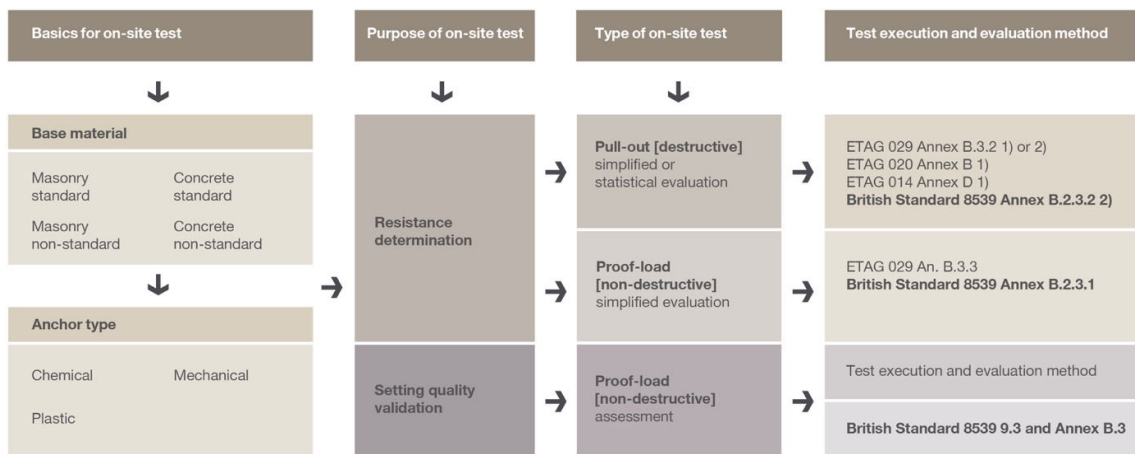 Basics for on-site test
Purpose of on-site test
Type of on-site test
Test execution and evaluation method
Base material
Masonry
standard
Concrete
standard
Masonry
non-standard
Concrete
non-standard
Anchor type
Chemical
Mechanical
Plastic
Resistance
determination
Setting quality
validation
Pull-out [destructive]
simplified or
statistical evaluation
Proof-load
[non-destructive]
simplified evaluation
Proof-load
[non-destructive]
assessment
ETAG 029 Annex B.3.2 1) or 2)
ETAG 020 Annex B 1)
ETAG 014 Annex D 1)
British Standard 8539 Annex B.2.3.2 2)
ETAG 029 An. B.3.3
British Standard 8539 Annex B.2.3.1
Test execution and evaluation method
British Standard 8539 9.3 and Annex B.3